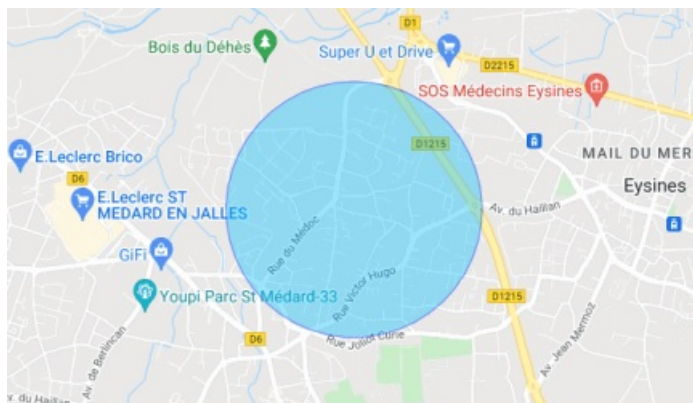 D1
Bois du Déhès
Super U et Drive
D2215
SOS Médecins Eysines
D1215
MAIL DU MER
E.Leclerc Brico
D6
Eysines
E.Leclerc ST
MEDARD EN JALLES
Av. du Haillan
Rue du Médoc
GiFi
Rue Victor Hugo
Youpi Parc St Médard-33
D1215
D6
Rue Joliot Curie
Av. Jean Mermoz
Av. de Berlincan
v. du Haillan